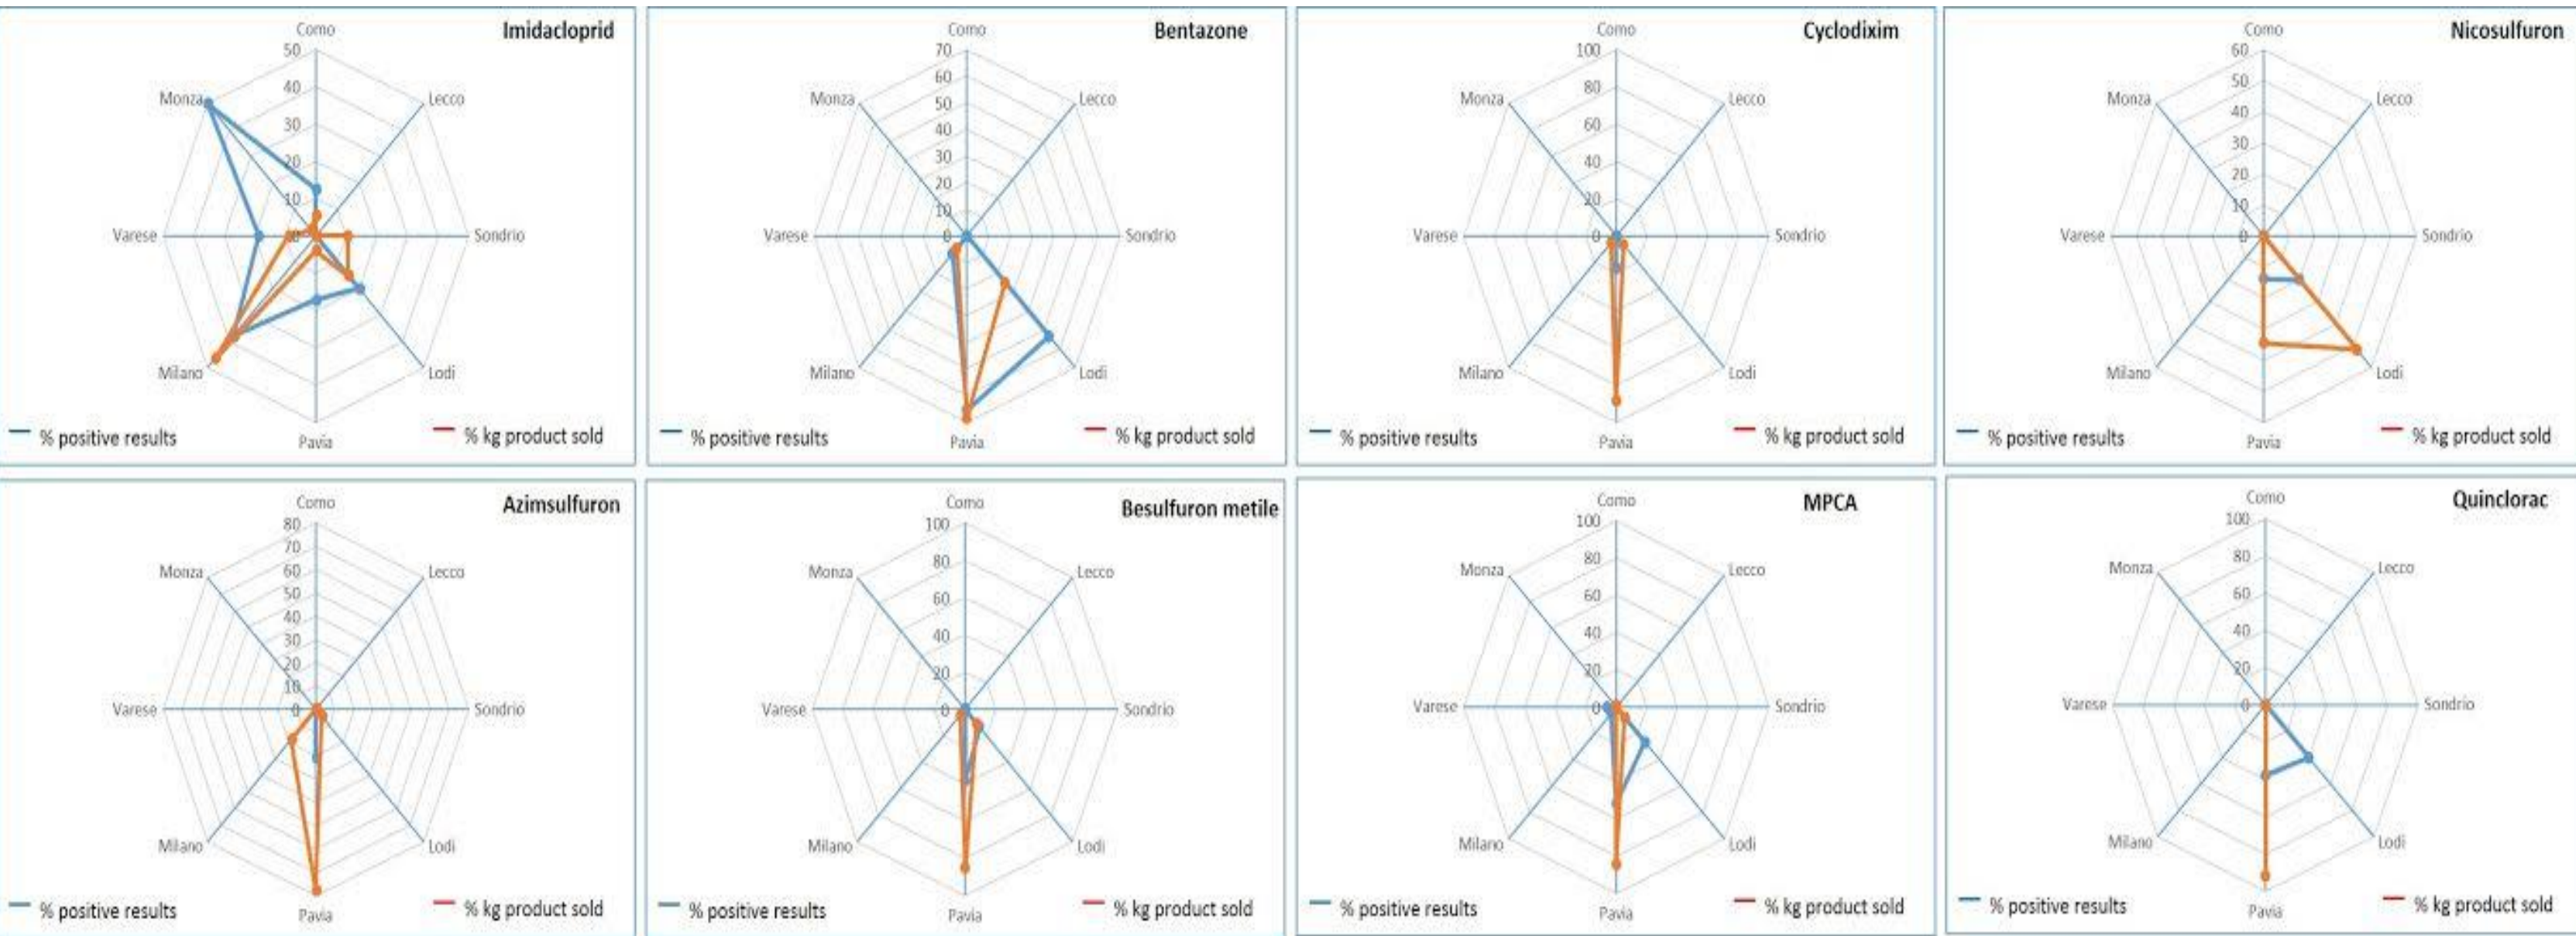 Imidacloprid
Como
50
40
30
20
10
0
Monza
Lecco
Varese
Sondrio
Milano
Lodi
Pavia
% positive results
% kg product sold
Bentazone
Como
70
60
50
40
30
20
10
0
Monza
Lecco
Varese
Sondrio
Milano
Lodi
Pavia
% positive results
% kg product sold
Cyclodixim
Como
100
80
60
40
20
0
Monza
Lecco
Varese
Sondrio
Milano
Lodi
Pavia
% positive results
% kg product sold
Nicosulfuron
Como
60
50
40
30
20
10
0
Monza
Lecco
Varese
Sondrio
Milano
Lodi
Pavia
% positive results
% kg product sold
Azimsulfuron
Como
80
70
60
50
40
30
20
10
0
Monza
Lecco
Varese
Sondrio
Milano
Lodi
Pavia
% positive results
% kg product sold
Besulfuron metile
Como
100
80
60
40
20
0
Monza
Lecco
Varese
Sondrio
Milano
Lodi
Pavia
% positive results
% kg product sold
MPCA
Como
100
80
60
40
20
0
Monza
Lecco
Varese
Sondrio
Milano
Lodi
Pavia
% positive results
% kg product sold
Quinclorac
Como
100
80
60
40
20
0
Monza
Lecco
Varese
Sondrio
Milano
Lodi
Pavia
% positive results
% kg product sold